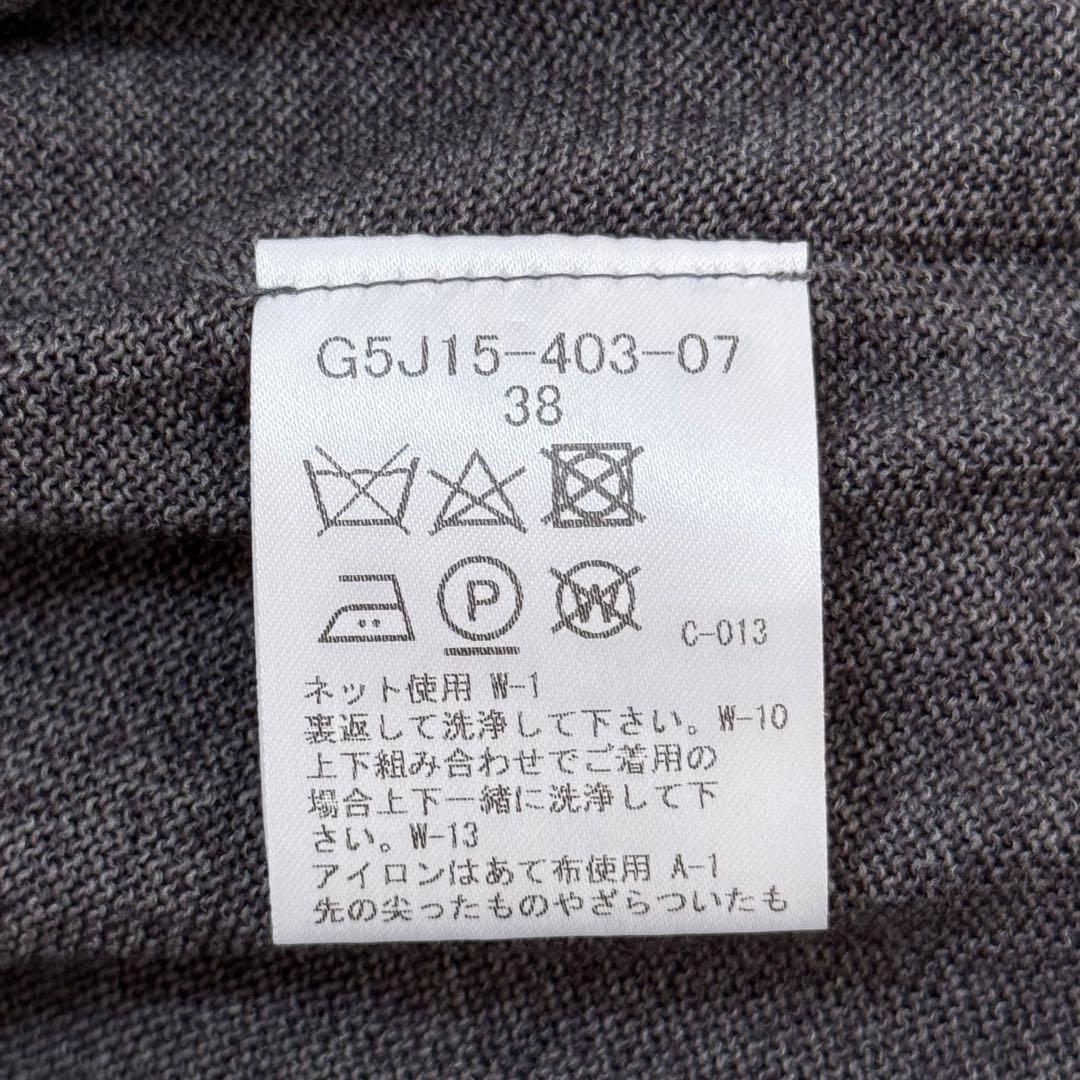 G5J15-403-07
38
P
W
C-013
ネット使用 W-1
裏返して洗浄して下さい。W-10
上下組み合わせでご着用の
場合上下一緒に洗浄して下
さい。W-13
アイロンはあて布使用 A-1
先の尖ったものやざらついたも